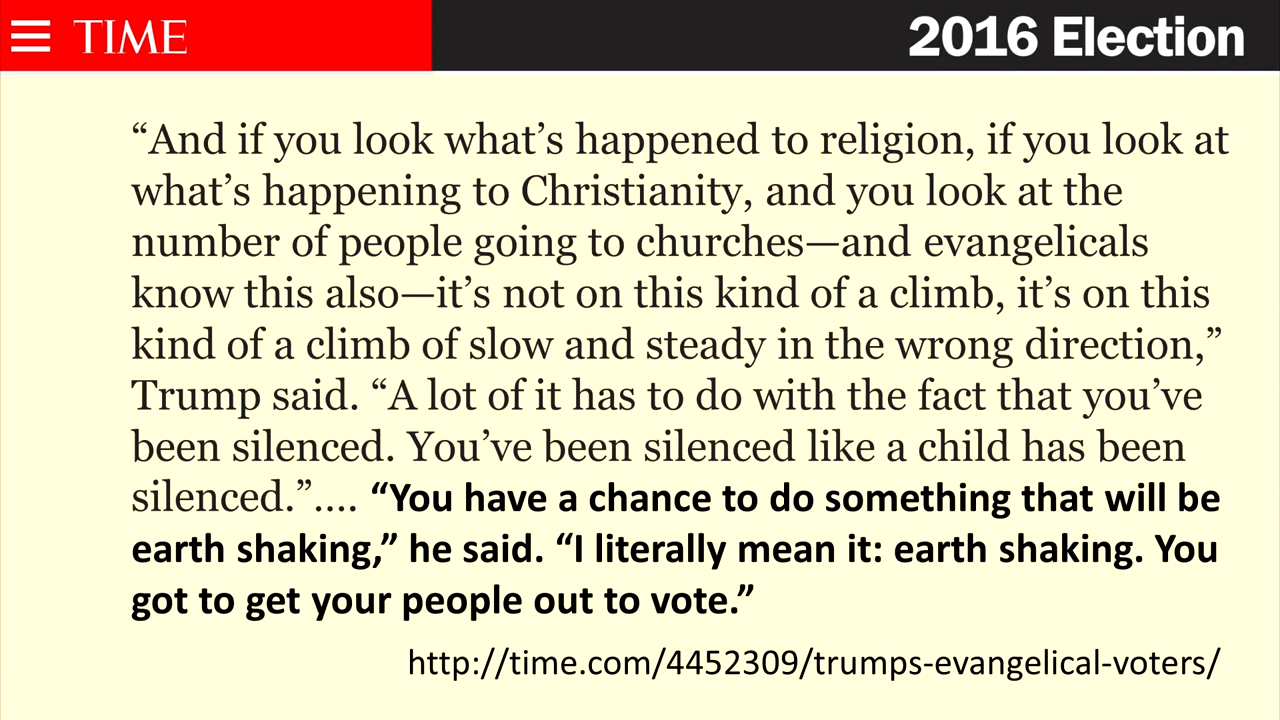 TIME
2016 Election
“And if you look what’s happened to religion, if you look at
what’s happening to Christianity, and you look at the
number of people going to churches—and evangelicals
know this also—it’s not on this kind of a climb, it’s on this
kind of a climb of slow and steady in the wrong direction,”
Trump said. “A lot of it has to do with the fact that you’ve
been silenced. You’ve been silenced like a child has been
silenced.”.... “You have a chance to do something that will be
earth shaking,” he said. “I literally mean it: earth shaking. You
got to get your people out to vote.”
http://time.com/4452309/trumps-evangelical-voters/